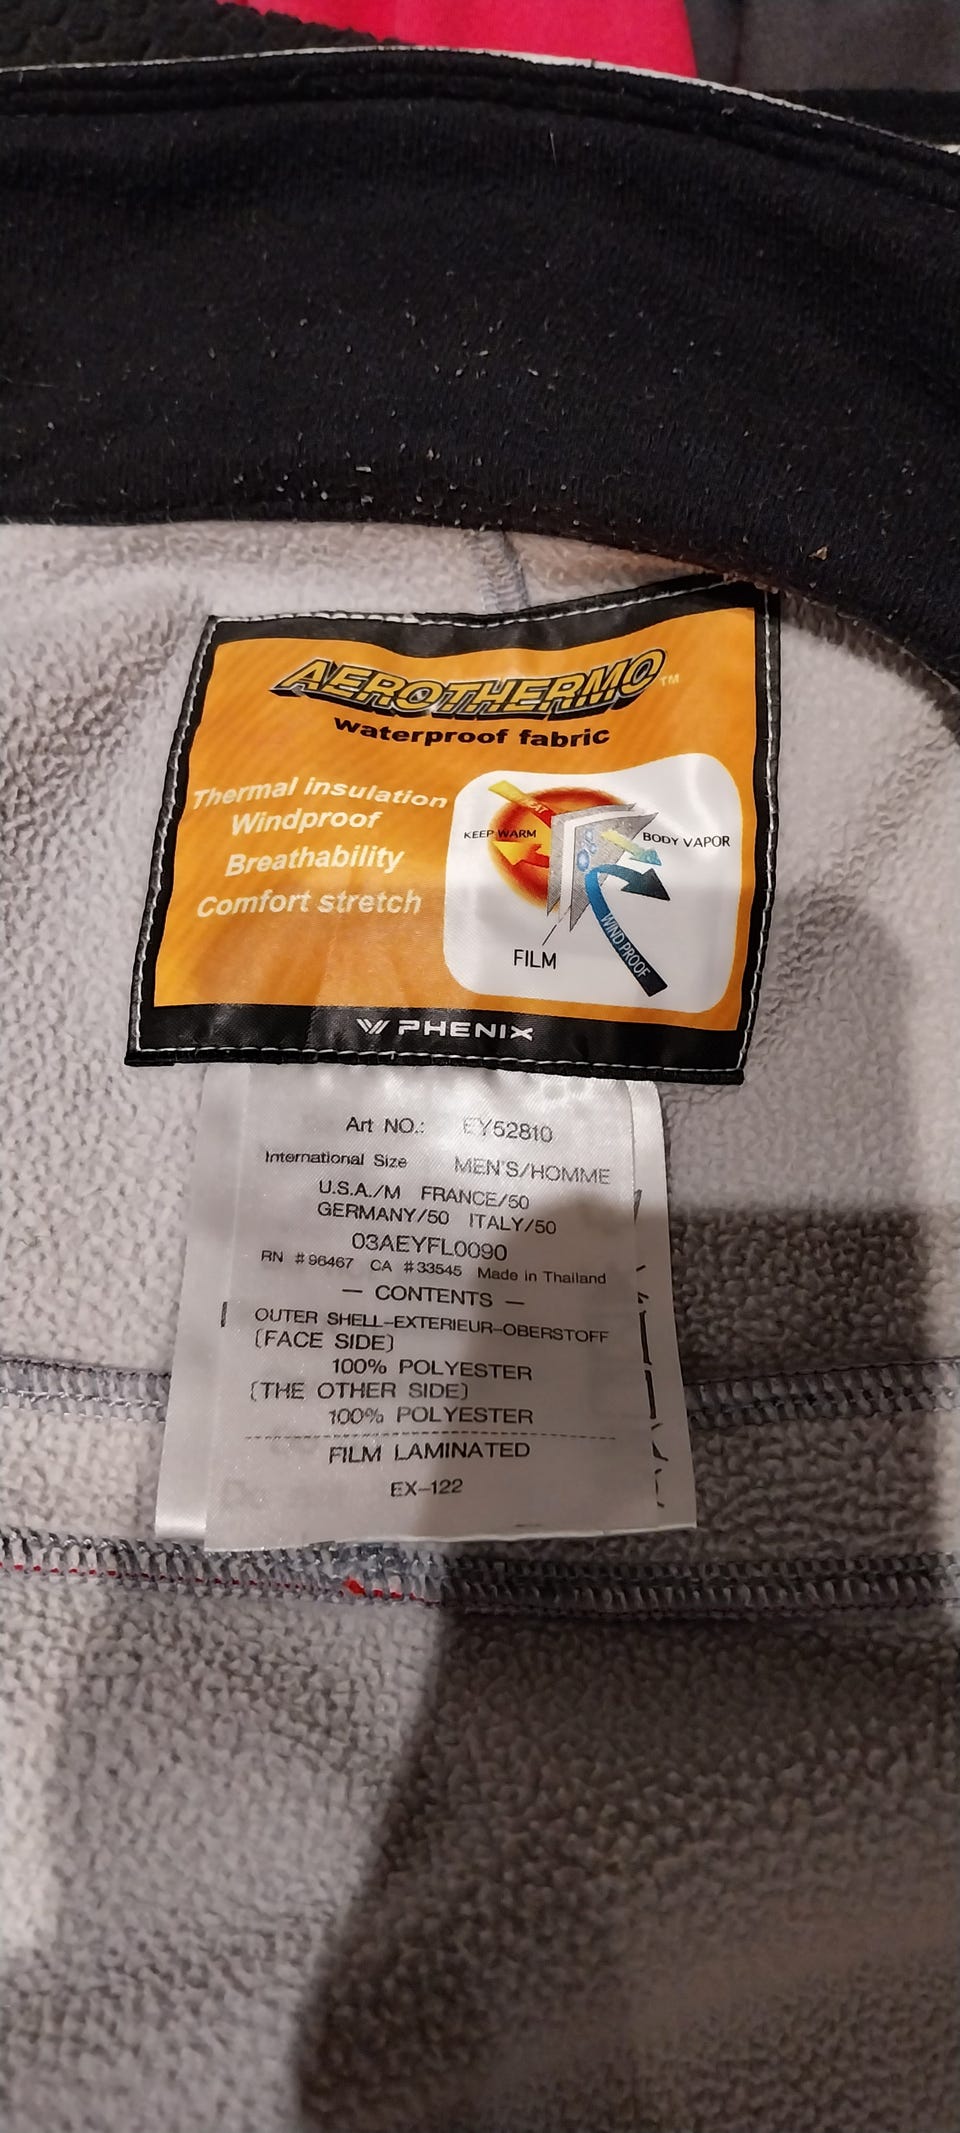 AEROTHERMO™
waterproof fabric
Thermal insulation
Windproof
Breathability
Comfort stretch
HEAT
KEEP WARM
BODY VAPOR
WIND PROOF
FILM
PHENIX
Art NO.: EY52810
International Size MEN'S/HOMME
U.S.A./M FRANCE/50
GERMANY/50 ITALY/50
03AEYFL0090
RN #96467 CA #33545 Made in Thailand
— CONTENTS —
OUTER SHELL-EXTERIEUR-OBERSTOFF
(FACE SIDE)
100% POLYESTER
(THE OTHER SIDE)
100% POLYESTER
FILM LAMINATED
EX-122